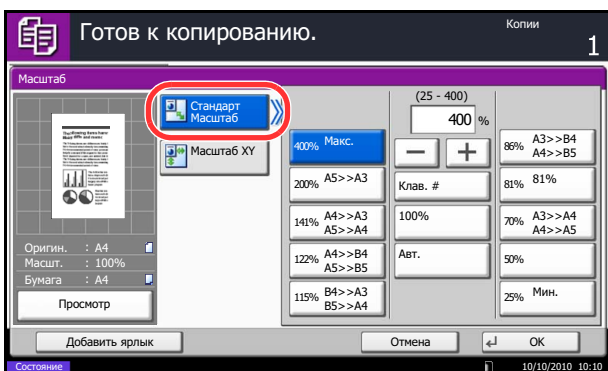 Готов к копированию.
Копии
1
Масштаб
Стандарт
Масштаб
Масштаб XY
(25 - 400)
400 %
400% Макс.
200% A5>>A3
141% A4>>A3
A5>>A4
122% A4>>B4
A5>>B5
115% B4>>A3
B5>>A4
− +
Клав. #
100%
Авт.
86% A3>>B4
A4>>B5
81% 81%
70% A3>>A4
A4>>A5
50%
25% Мин.
Оригин. : A4
Масшт. : 100%
Бумага : A4
Просмотр
Добавить ярлык
Отмена
OK
Состояние
10/10/2010 10:10